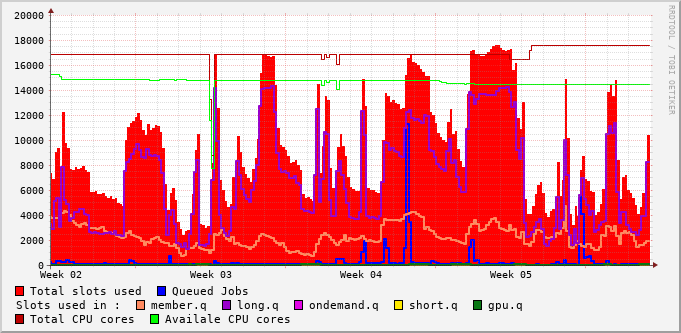 20000
18000
16000
14000
12000
10000
8000
6000
4000
2000
0
Week 02 Week 03 Week 04 Week 05
RRDTOOL / TOBI OETIKER
Total slots used Queued Jobs
Slots used in : member.q long.q ondemand.q short.q gpu.q
Total CPU cores Availale CPU cores